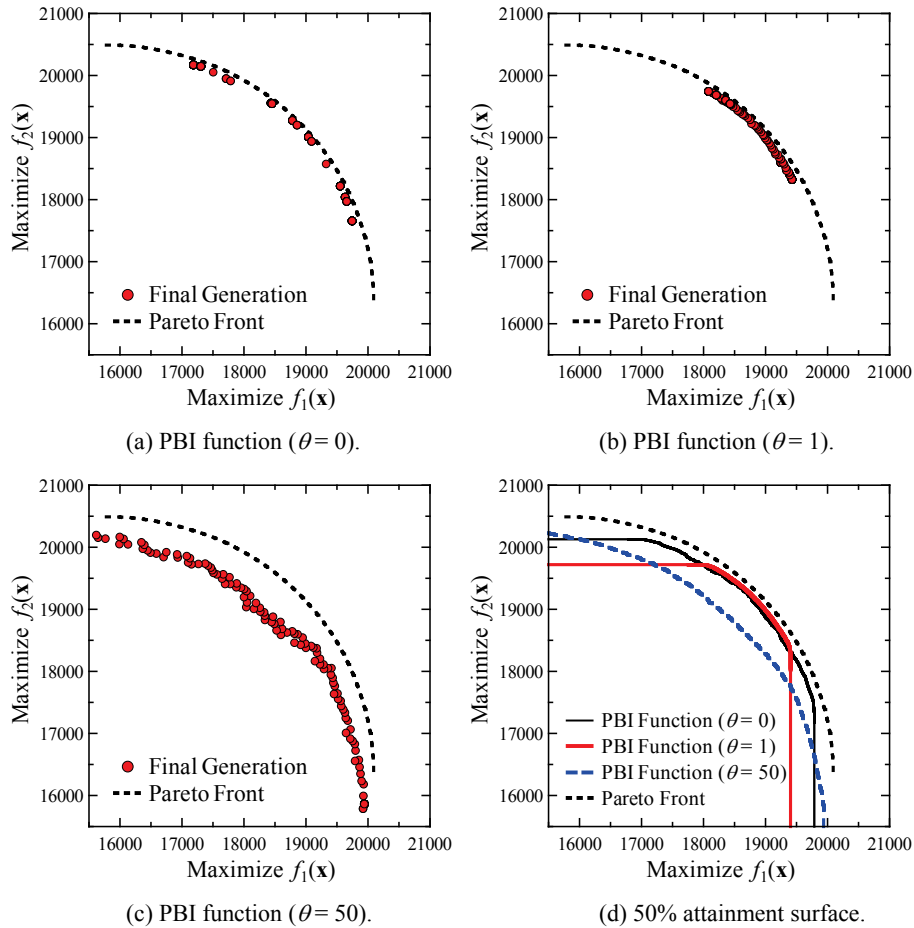 21000
20000
19000
18000
17000
16000
Maximize f2(x)
Final Generation
Pareto Front
16000 17000 18000 19000 20000 21000
Maximize f1(x)
(a) PBI function (θ = 0).
21000
20000
19000
18000
17000
16000
Maximize f2(x)
Final Generation
Pareto Front
16000 17000 18000 19000 20000 21000
Maximize f1(x)
(b) PBI function (θ = 1).
21000
20000
19000
18000
17000
16000
Maximize f2(x)
Final Generation
Pareto Front
16000 17000 18000 19000 20000 21000
Maximize f1(x)
(c) PBI function (θ = 50).
21000
20000
19000
18000
17000
16000
Maximize f2(x)
PBI Function (θ = 0)
PBI Function (θ = 1)
PBI Function (θ = 50)
Pareto Front
16000 17000 18000 19000 20000 21000
Maximize f1(x)
(d) 50% attainment surface.